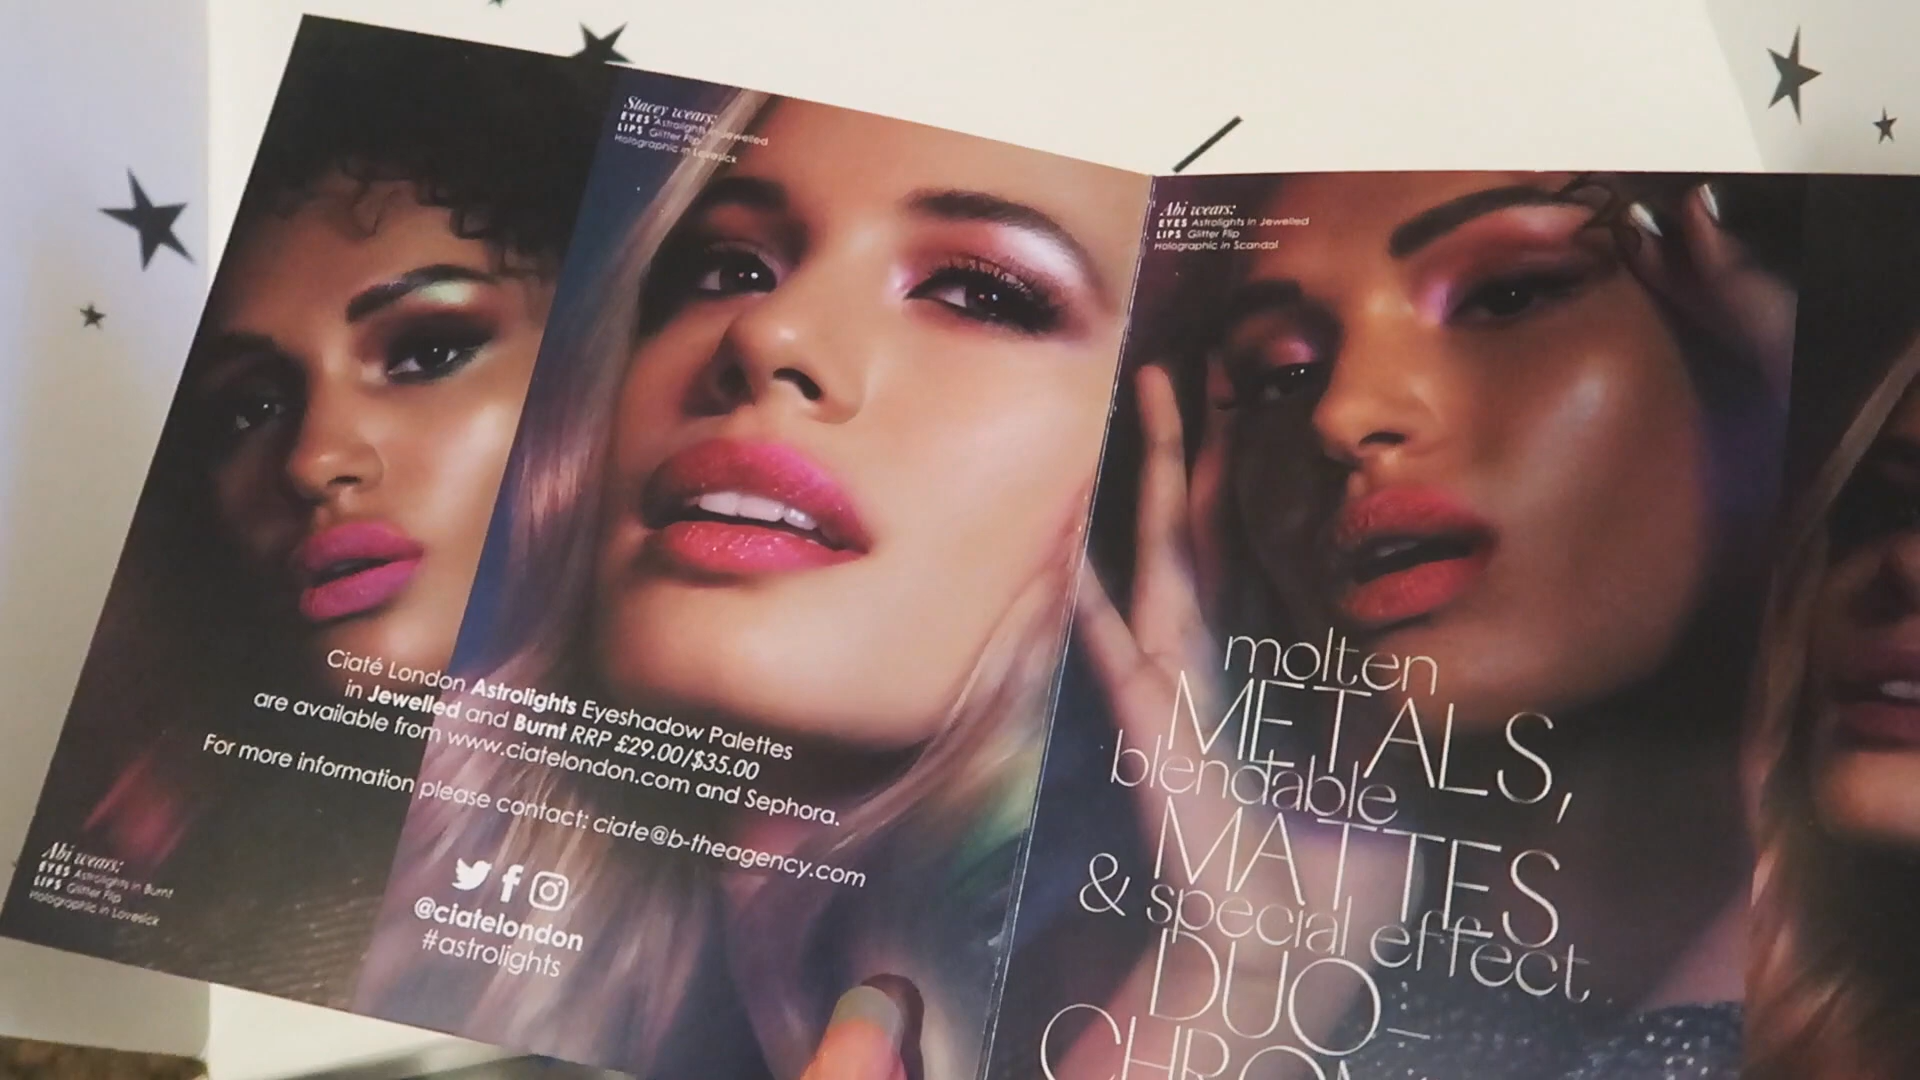 Stacey wears:
EYES Astrolights in Jewelled
LIPS Glitter Flip
Holographic in Lovesick
Ciaté London Astrolights Eyeshadow Palettes
in Jewelled and Burnt RRP £29.00/$35.00
are available from www.ciatelondon.com and Sephora.
For more information please contact: ciate@b-theagency.com
@ciatelondon
#astrolights
Abi wears:
EYES Astrolights in Burnt
LIPS Glitter Flip
Holographic in Lovesick
Abi wears:
EYES Astrolights in Jewelled
LIPS Glitter Flip
Holographic in Scandal
molten
METALS,
blendable
MATTES
& special effect
DUO-